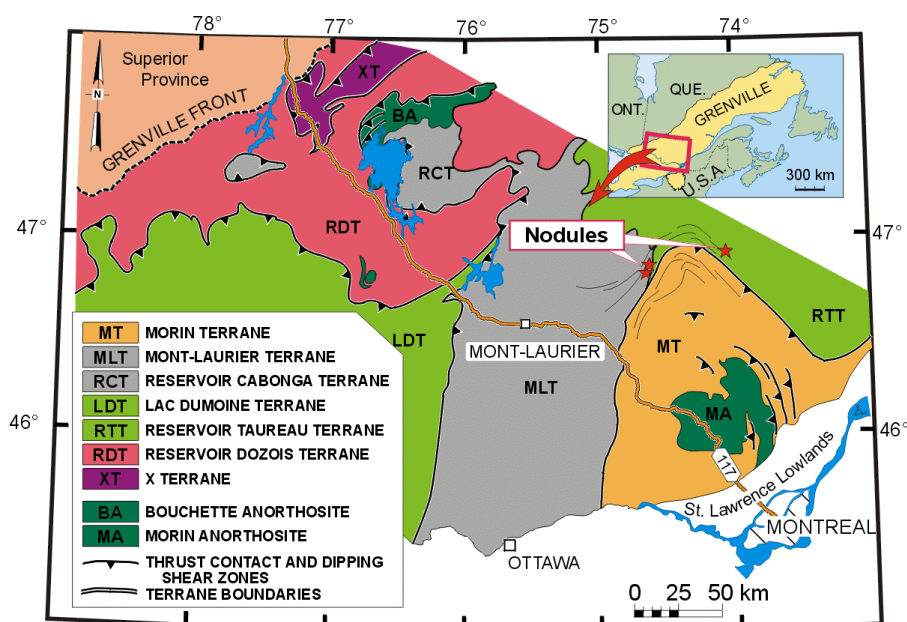 78°
77°
76°
75°
74°
Superior
Province
N
GRENVILLE FRONT
XT
BA
RCT
RDT
47°
47°
QUE.
ONT.
GRENVILLE
U.S.A.
300 km
Nodules
RTT
LDT
MONT-LAURIER
MT
MLT
MA
46°
46°
117
St. Lawrence Lowlands
MONTREAL
OTTAWA
MT MORIN TERRANE
MLT MONT-LAURIER TERRANE
RCT RESERVOIR CABONGA TERRANE
LDT LAC DUMOINE TERRANE
RTT RESERVOIR TAUREAU TERRANE
RDT RESERVOIR DOZOIS TERRANE
XT X TERRANE
BA BOUCHETTE ANORTHOSITE
MA MORIN ANORTHOSITE
THRUST CONTACT AND DIPPING
SHEAR ZONES
TERRANE BOUNDARIES
0 25 50 km